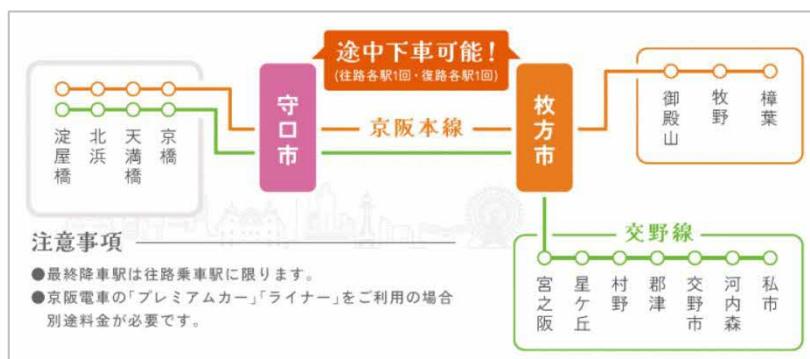 途中下車可能！
(往路各駅1回・復路各駅1回)
淀屋橋
北浜
天満橋
京橋
守口市
京阪本線
枚方市
御殿山
牧野
樟葉
交野線
宮之阪
星ケ丘
村野
郡津
交野市
河内森
私市
注意事項
●最終降車駅は往路乗車駅に限ります。
●京阪電車の「プレミアムカー」「ライナー」をご利用の場合
別途料金が必要です。